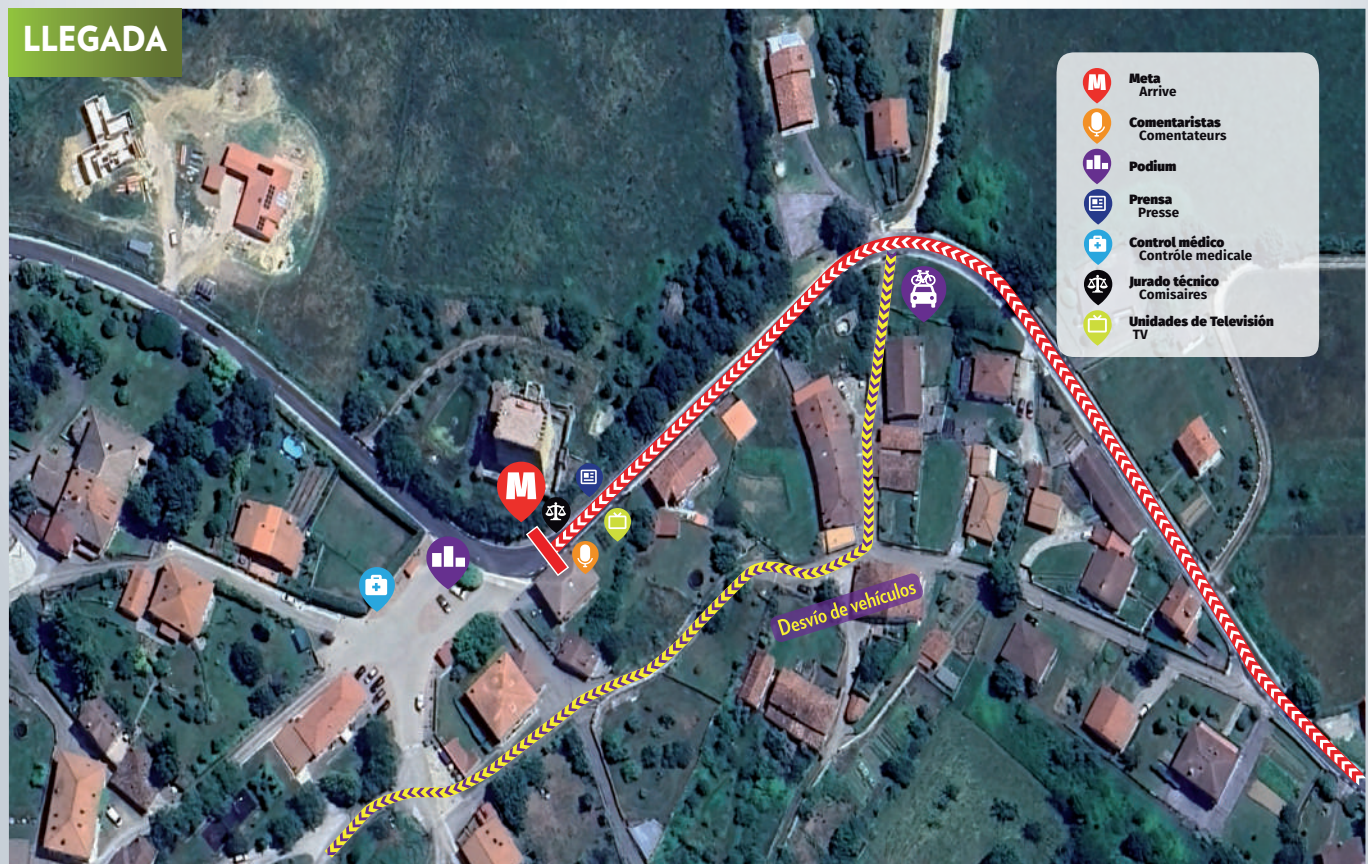 LLEGADA
M
Meta
Arrive
Comentaristas
Comentateurs
Podium
Prensa
Presse
Control médico
Contróle medicale
Jurado técnico
Comisaires
Unidades de Televisión
TV
M
Desvío de vehículos